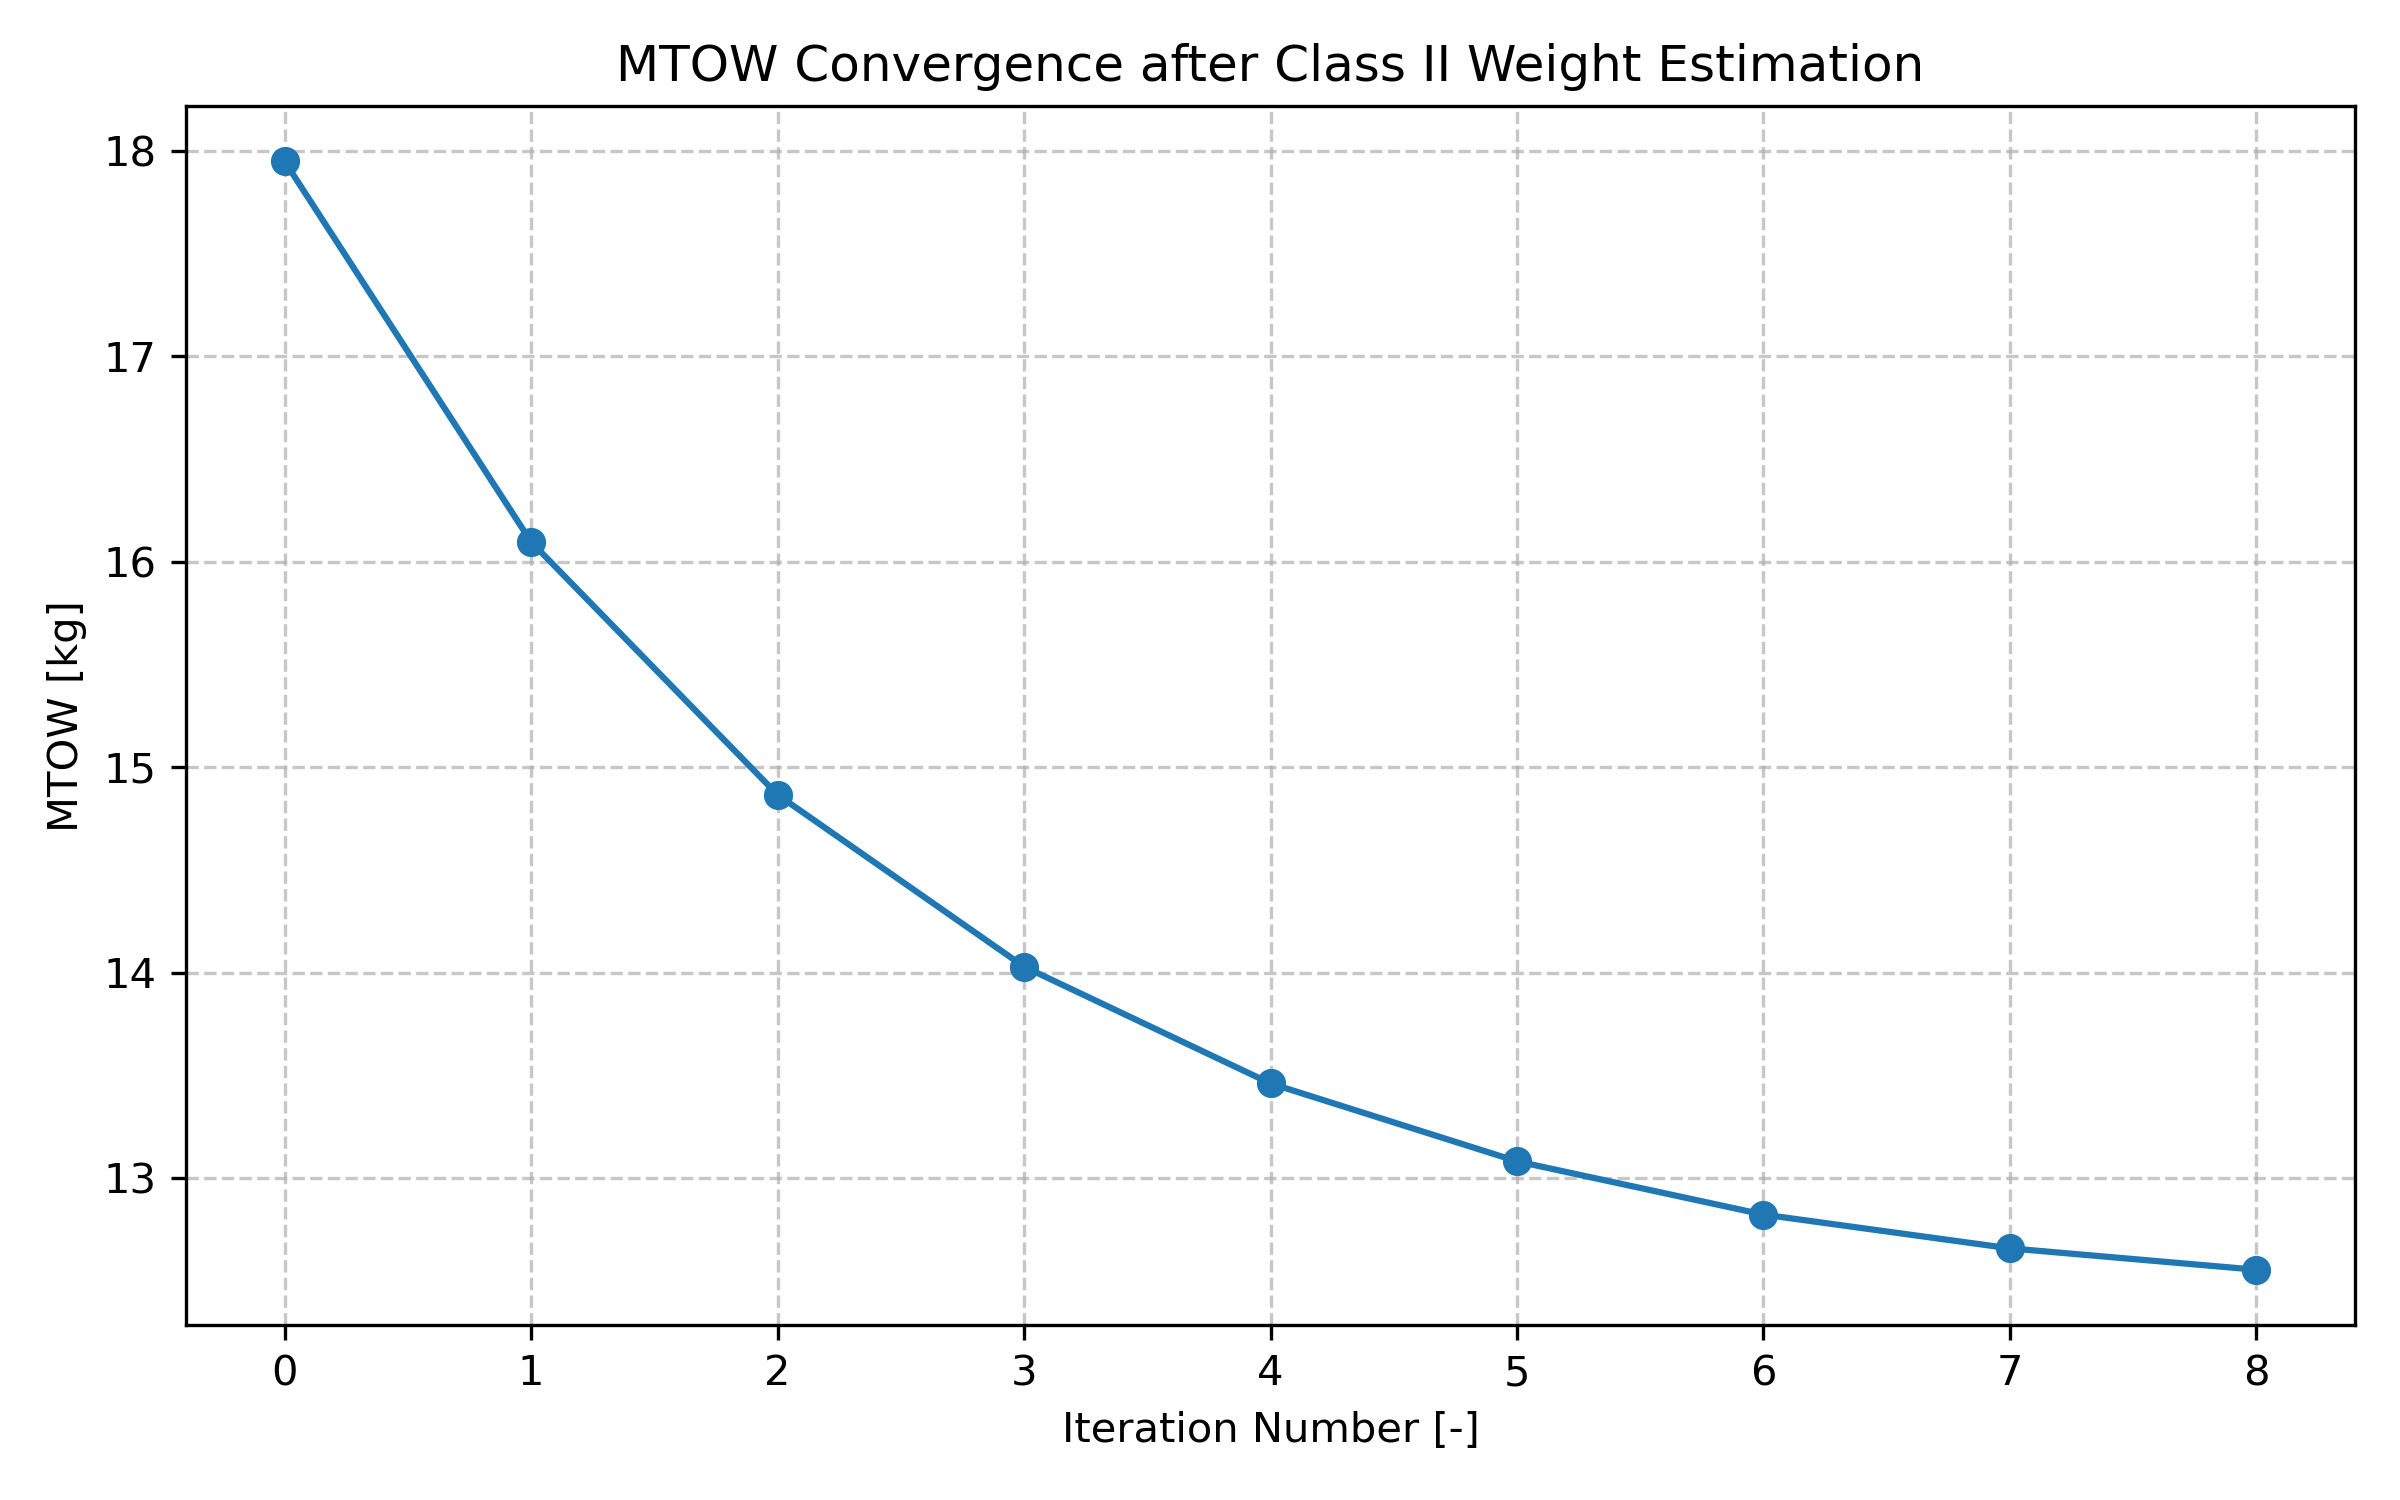 MTOW Convergence after Class II Weight Estimation
18
17
16
15
14
13
MTOW [kg]
0 1 2 3 4 5 6 7 8
Iteration Number [-]